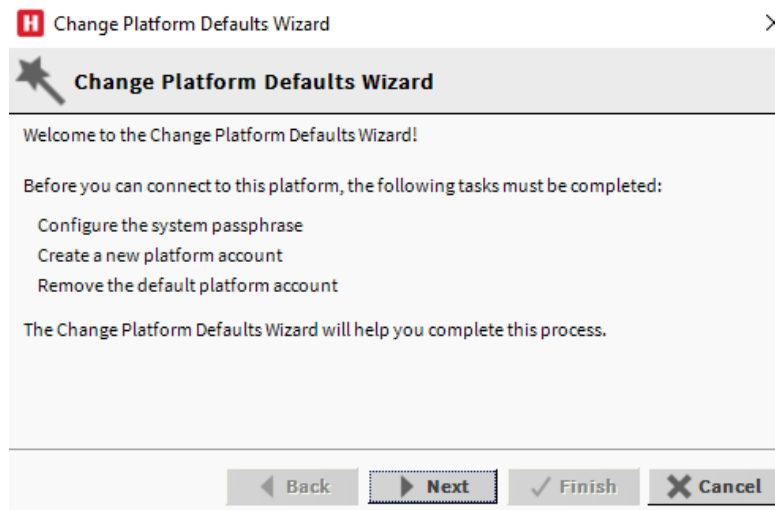 H Change Platform Defaults Wizard
Change Platform Defaults Wizard
Welcome to the Change Platform Defaults Wizard!
Before you can connect to this platform, the following tasks must be completed:
Configure the system passphrase
Create a new platform account
Remove the default platform account
The Change Platform Defaults Wizard will help you complete this process.
Back Next Finish Cancel